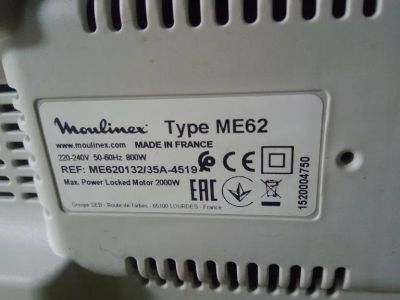 Moulinex Type ME62
www.moulinex.com MADE IN FRANCE
220-240V 50-60Hz 800W
REF: ME620132/35A-4519 CE
Max. Power Locked Motor 2000W EAC
Groupe SEB - Route de Tarbes - 65100 LOURDES - France
1520004750